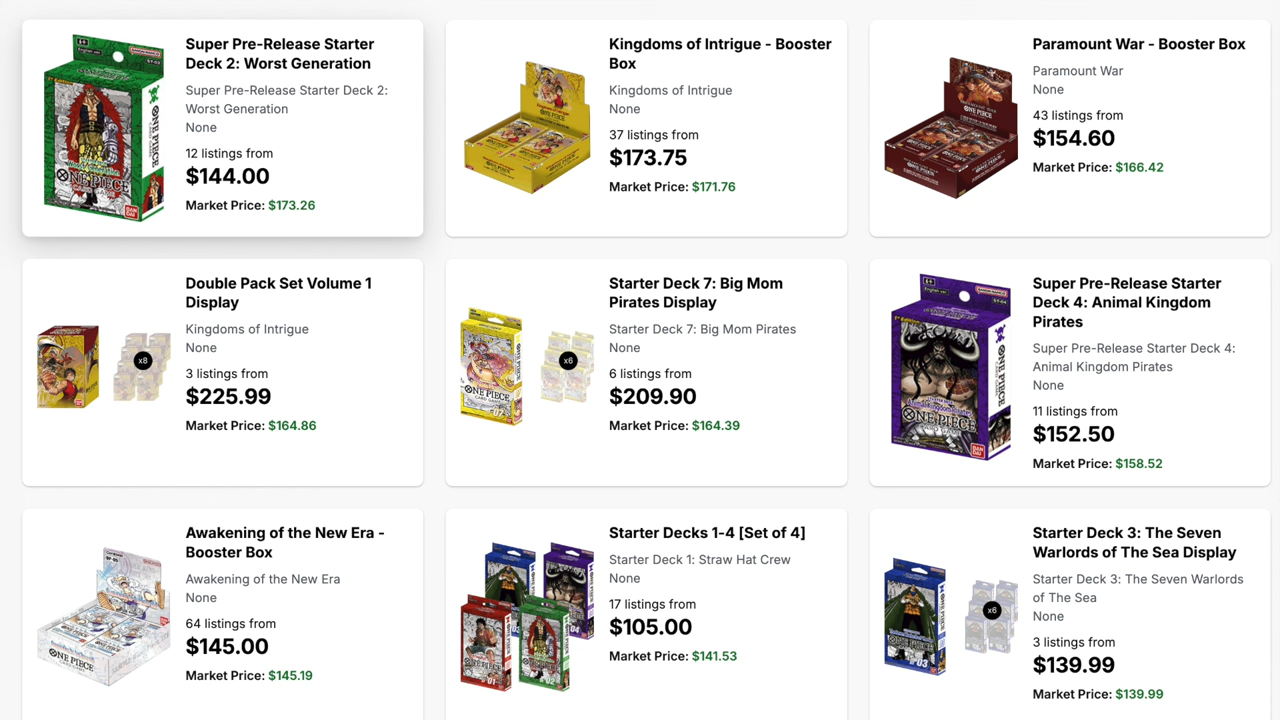 Super Pre-Release Starter
Deck 2: Worst Generation
Super Pre-Release Starter Deck 2:
Worst Generation
None
12 listings from
$144.00
Market Price: $173.26
Kingdoms of Intrigue - Booster
Box
Kingdoms of Intrigue
None
37 listings from
$173.75
Market Price: $171.76
Paramount War - Booster Box
Paramount War
None
43 listings from
$154.60
Market Price: $166.42
Double Pack Set Volume 1
Display
Kingdoms of Intrigue
None
3 listings from
$225.99
Market Price: $164.86
x8
Starter Deck 7: Big Mom
Pirates Display
Starter Deck 7: Big Mom Pirates
None
6 listings from
$209.90
Market Price: $164.39
x6
ONE PIECE
Super Pre-Release Starter
Deck 4: Animal Kingdom
Pirates
Super Pre-Release Starter Deck 4:
Animal Kingdom Pirates
None
11 listings from
$152.50
Market Price: $158.52
ONE PIECE
BANDAI
Awakening of the New Era -
Booster Box
Awakening of the New Era
None
64 listings from
$145.00
Market Price: $145.19
ONE PIECE
Starter Decks 1-4 [Set of 4]
Starter Deck 1: Straw Hat Crew
None
17 listings from
$105.00
Market Price: $141.53
Starter Deck 3: The Seven
Warlords of The Sea Display
Starter Deck 3: The Seven Warlords
of The Sea
None
3 listings from
$139.99
Market Price: $139.99
x6